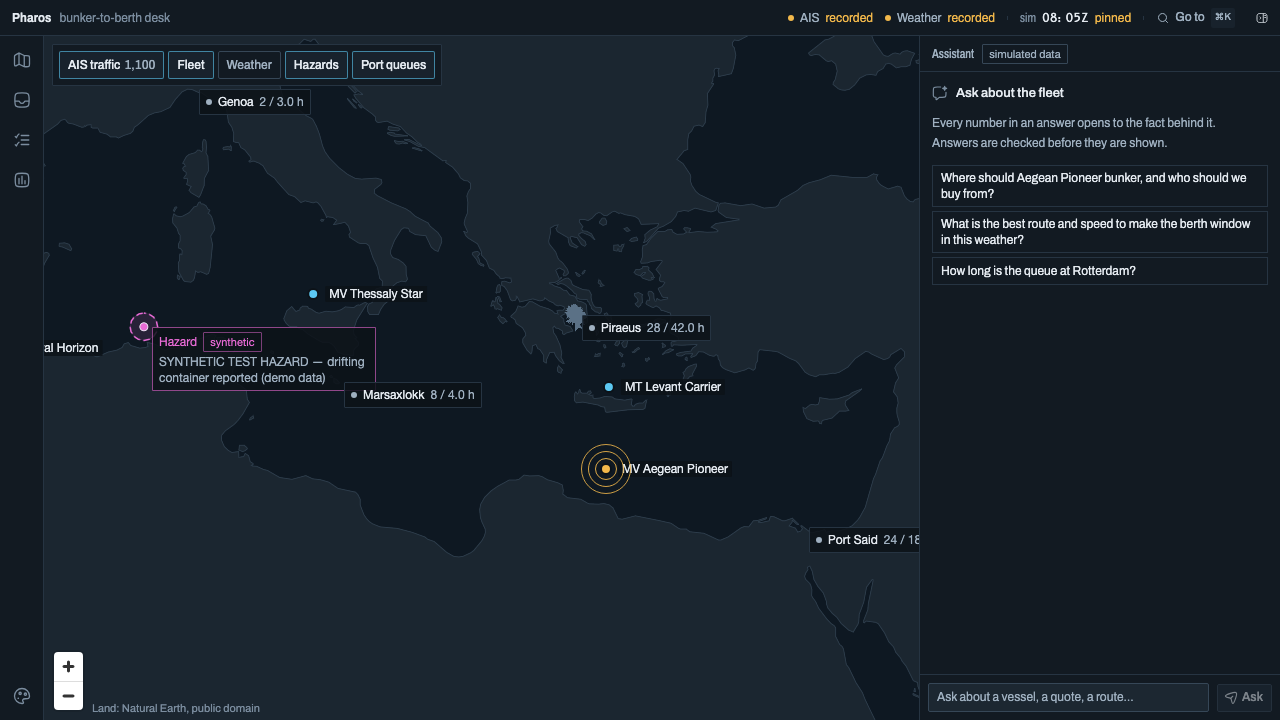 Pharos bunker-to-berth desk
AIS recorded Weather recorded sim 08:05Z pinned Go to ⌘K
AIS traffic 1,100 Fleet Weather Hazards Port queues
Genoa 2 / 3.0 h
MV Thessaly Star
al Horizon
Hazard synthetic
SYNTHETIC TEST HAZARD — drifting
container reported (demo data)
Piraeus 28 / 42.0 h
MT Levant Carrier
Marsaxlokk 8 / 4.0 h
MV Aegean Pioneer
Port Said 24 / 18
+
−
Land: Natural Earth, public domain
Assistant simulated data
Ask about the fleet
Every number in an answer opens to the fact behind it.
Answers are checked before they are shown.
Where should Aegean Pioneer bunker, and who should we
buy from?
What is the best route and speed to make the berth window
in this weather?
How long is the queue at Rotterdam?
Ask about a vessel, a quote, a route... Ask